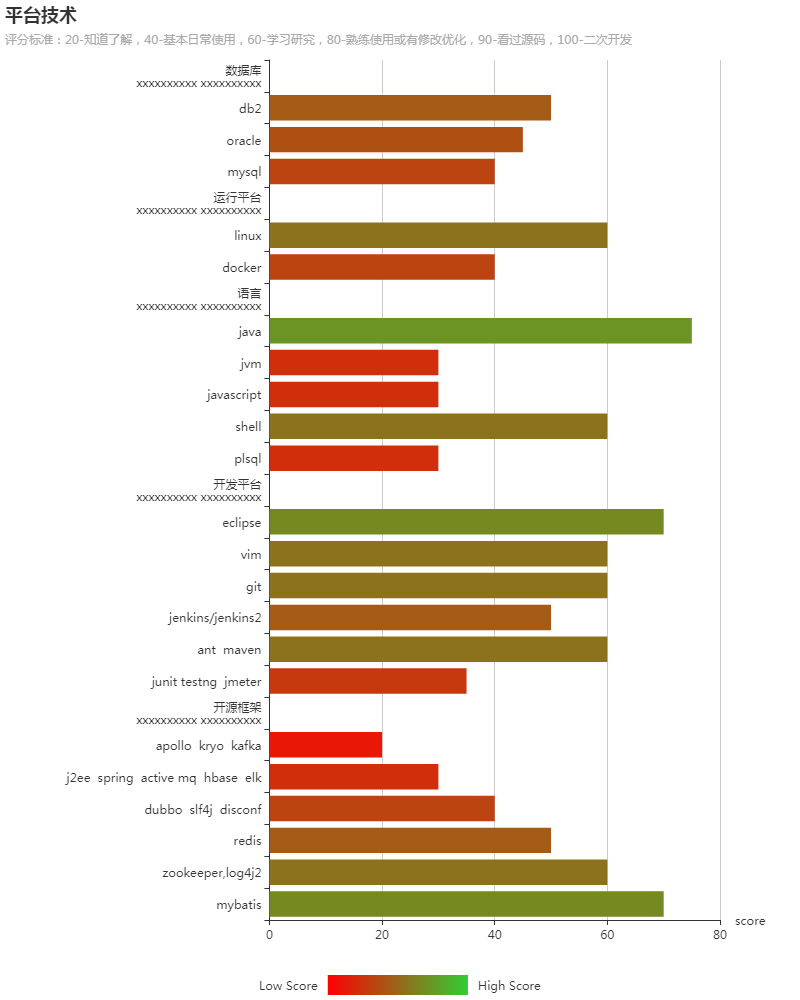 平台技术
评分标准：20-知道了解，40-基本日常使用，60-学习研究，80-熟练使用或有修改优化，90-看过源码，100-二次开发
数据库
xxxxxxxxxx xxxxxxxxxx
db2
oracle
mysql
运行平台
xxxxxxxxxx xxxxxxxxxx
linux
docker
语言
xxxxxxxxxx xxxxxxxxxx
java
jvm
javascript
shell
plsql
开发平台
xxxxxxxxxx xxxxxxxxxx
eclipse
vim
git
jenkins/jenkins2
ant  maven
junit testng  jmeter
开源框架
xxxxxxxxxx xxxxxxxxxx
apollo  kryo  kafka
j2ee  spring  active mq  hbase  elk
dubbo  slf4j  disconf
redis
zookeeper,log4j2
mybatis
score
0 20 40 60 80
Low Score High Score